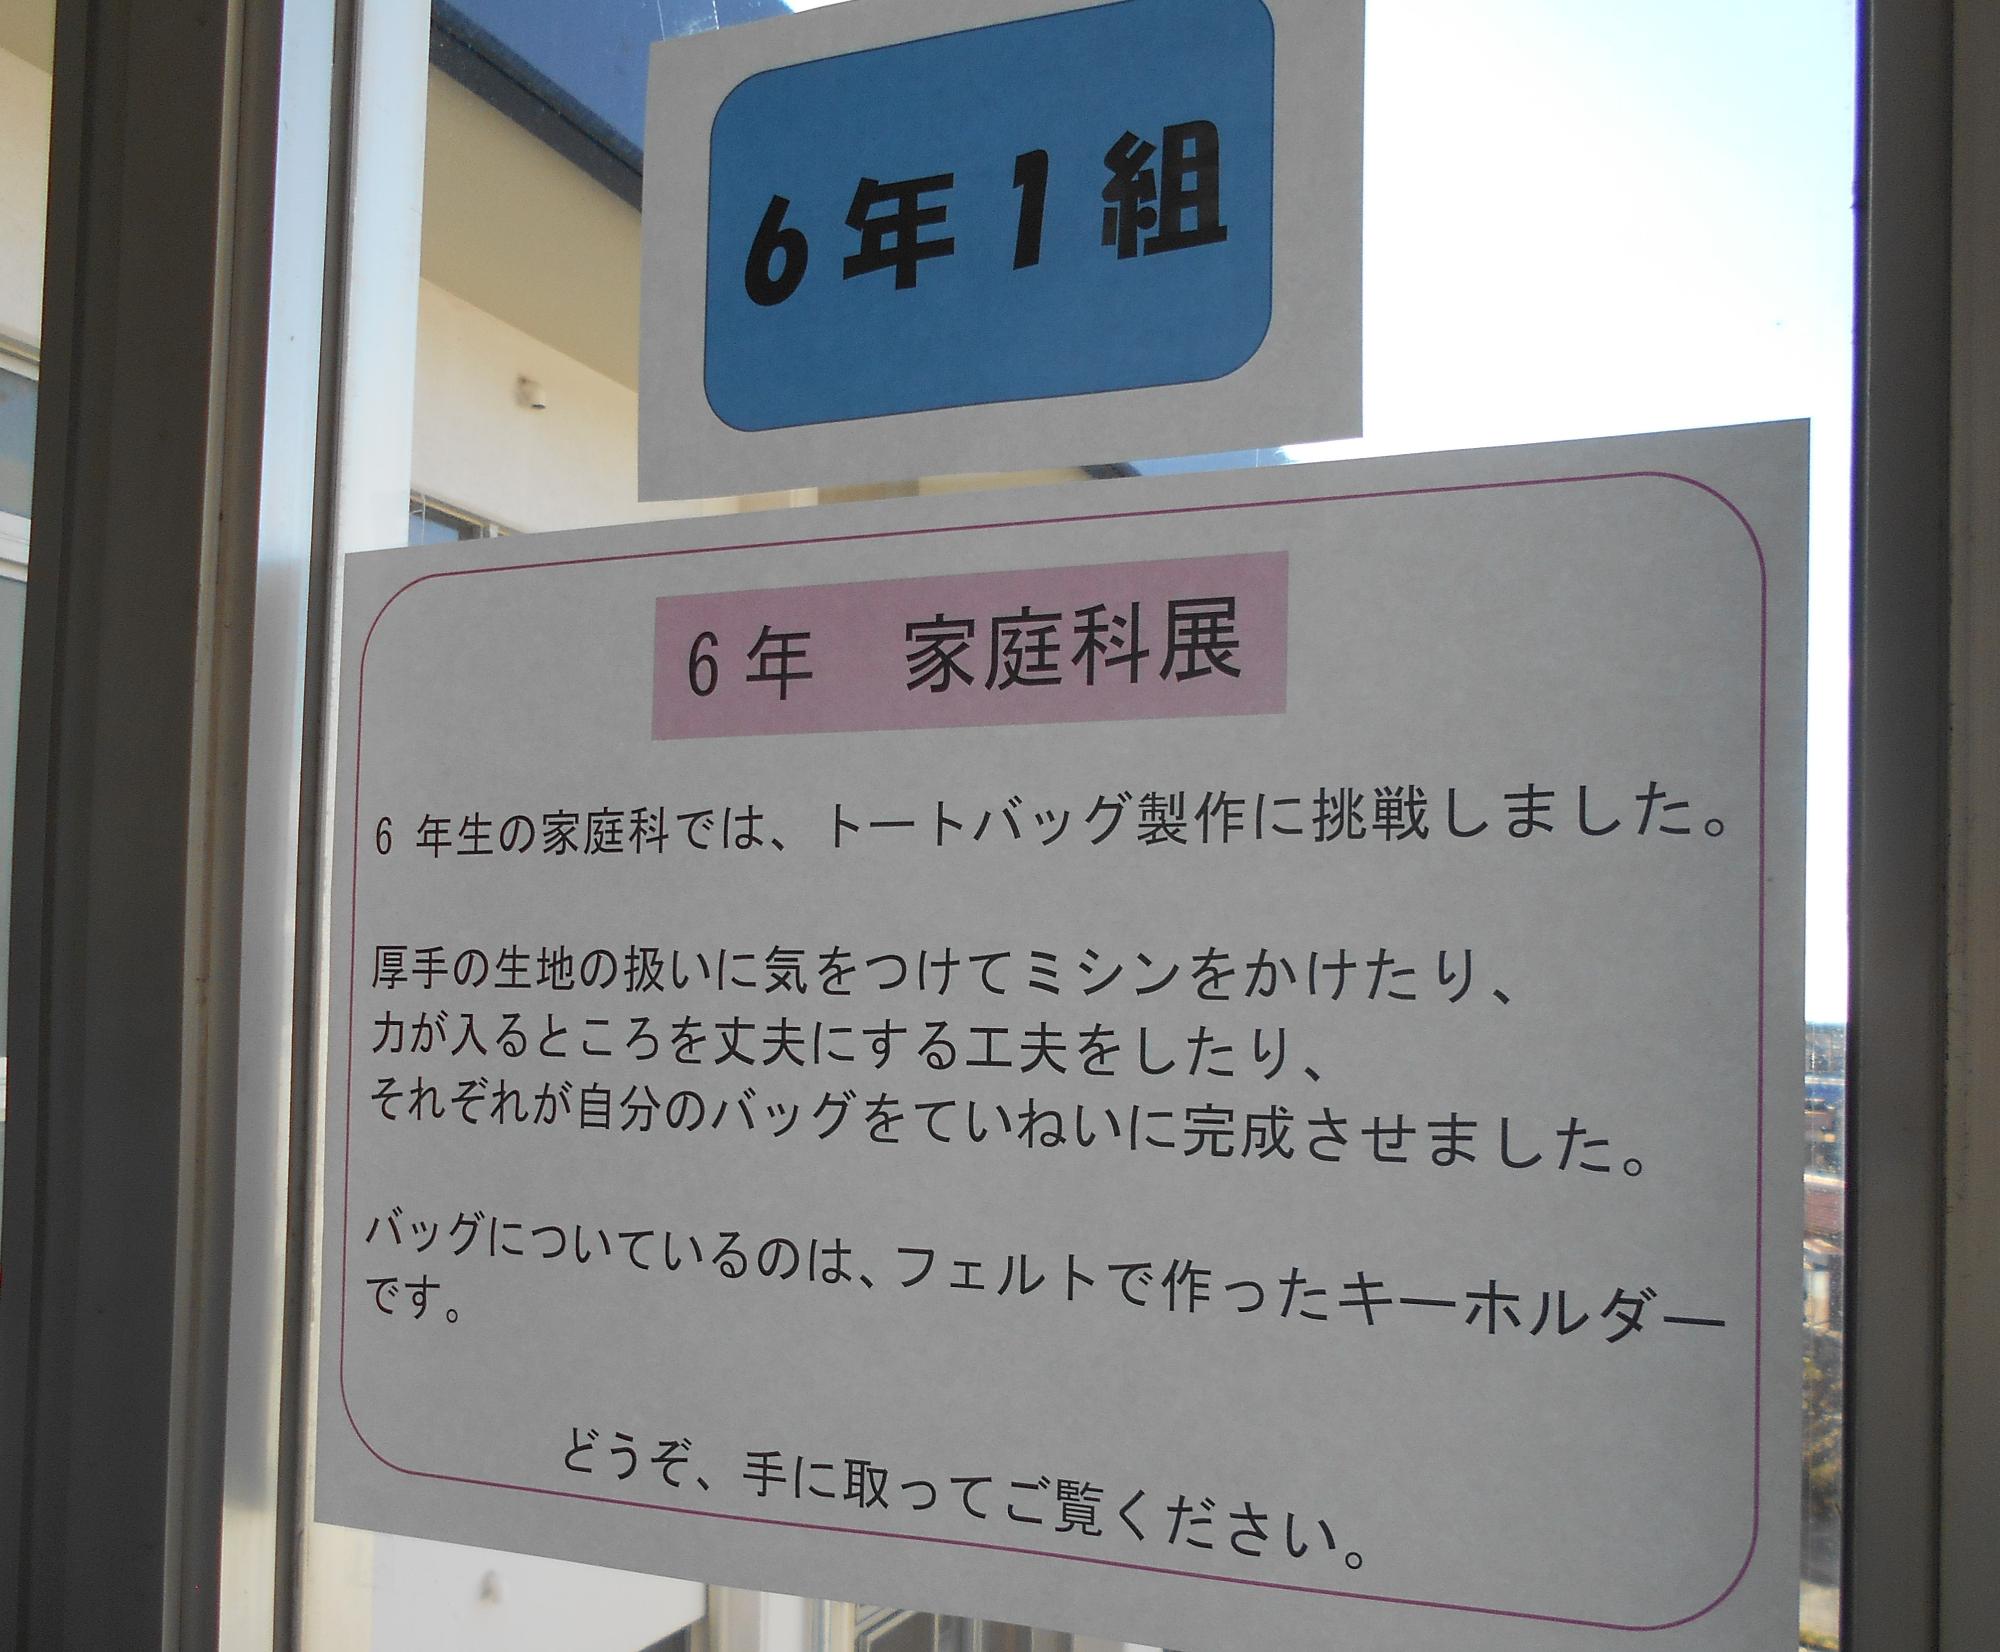 6年1組
6年　家庭科展
6年生の家庭科では、トートバッグ製作に挑戦しました。
厚手の生地の扱いに気をつけてミシンをかけたり、
力が入るところを丈夫にする工夫をしたり、
それぞれが自分のバッグをていねいに完成させました。
バッグについているのは、フェルトで作ったキーホルダー
です。
どうぞ、手に取ってご覧ください。